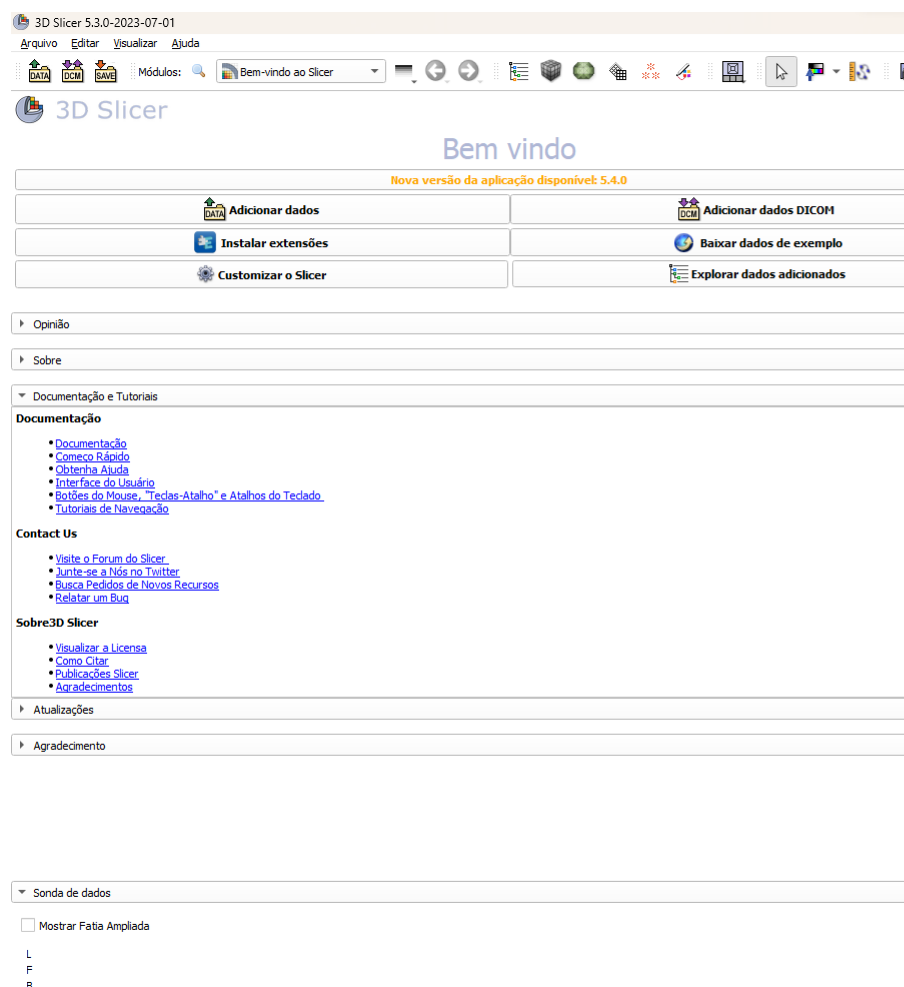 3D Slicer 5.3.0-2023-07-01
Arquivo Editar Visualizar Ajuda
DATA DCM SAVE Módulos: Bem-vindo ao Slicer
3D Slicer
Bem vindo
Nova versão da aplicação disponível: 5.4.0
DATA Adicionar dados
DCM Adicionar dados DICOM
Instalar extensões
Baixar dados de exemplo
Customizar o Slicer
Explorar dados adicionados
Opinião
Sobre
Documentação e Tutoriais
Documentação
Documentação
Começo Rápido
Obtenha Ajuda
Interface do Usuário
Botões do Mouse, "Teclas-Atalho" e Atalhos do Teclado
Tutoriais de Navegação
Contact Us
Visite o Forum do Slicer
Junte-se a Nós no Twitter
Busca Pedidos de Novos Recursos
Relatar um Bug
Sobre3D Slicer
Visualizar a Licensa
Como Citar
Publicações Slicer
Agradecimentos
Atualizações
Agradecimento
Sonda de dados
Mostrar Fatia Ampliada
L
F
B